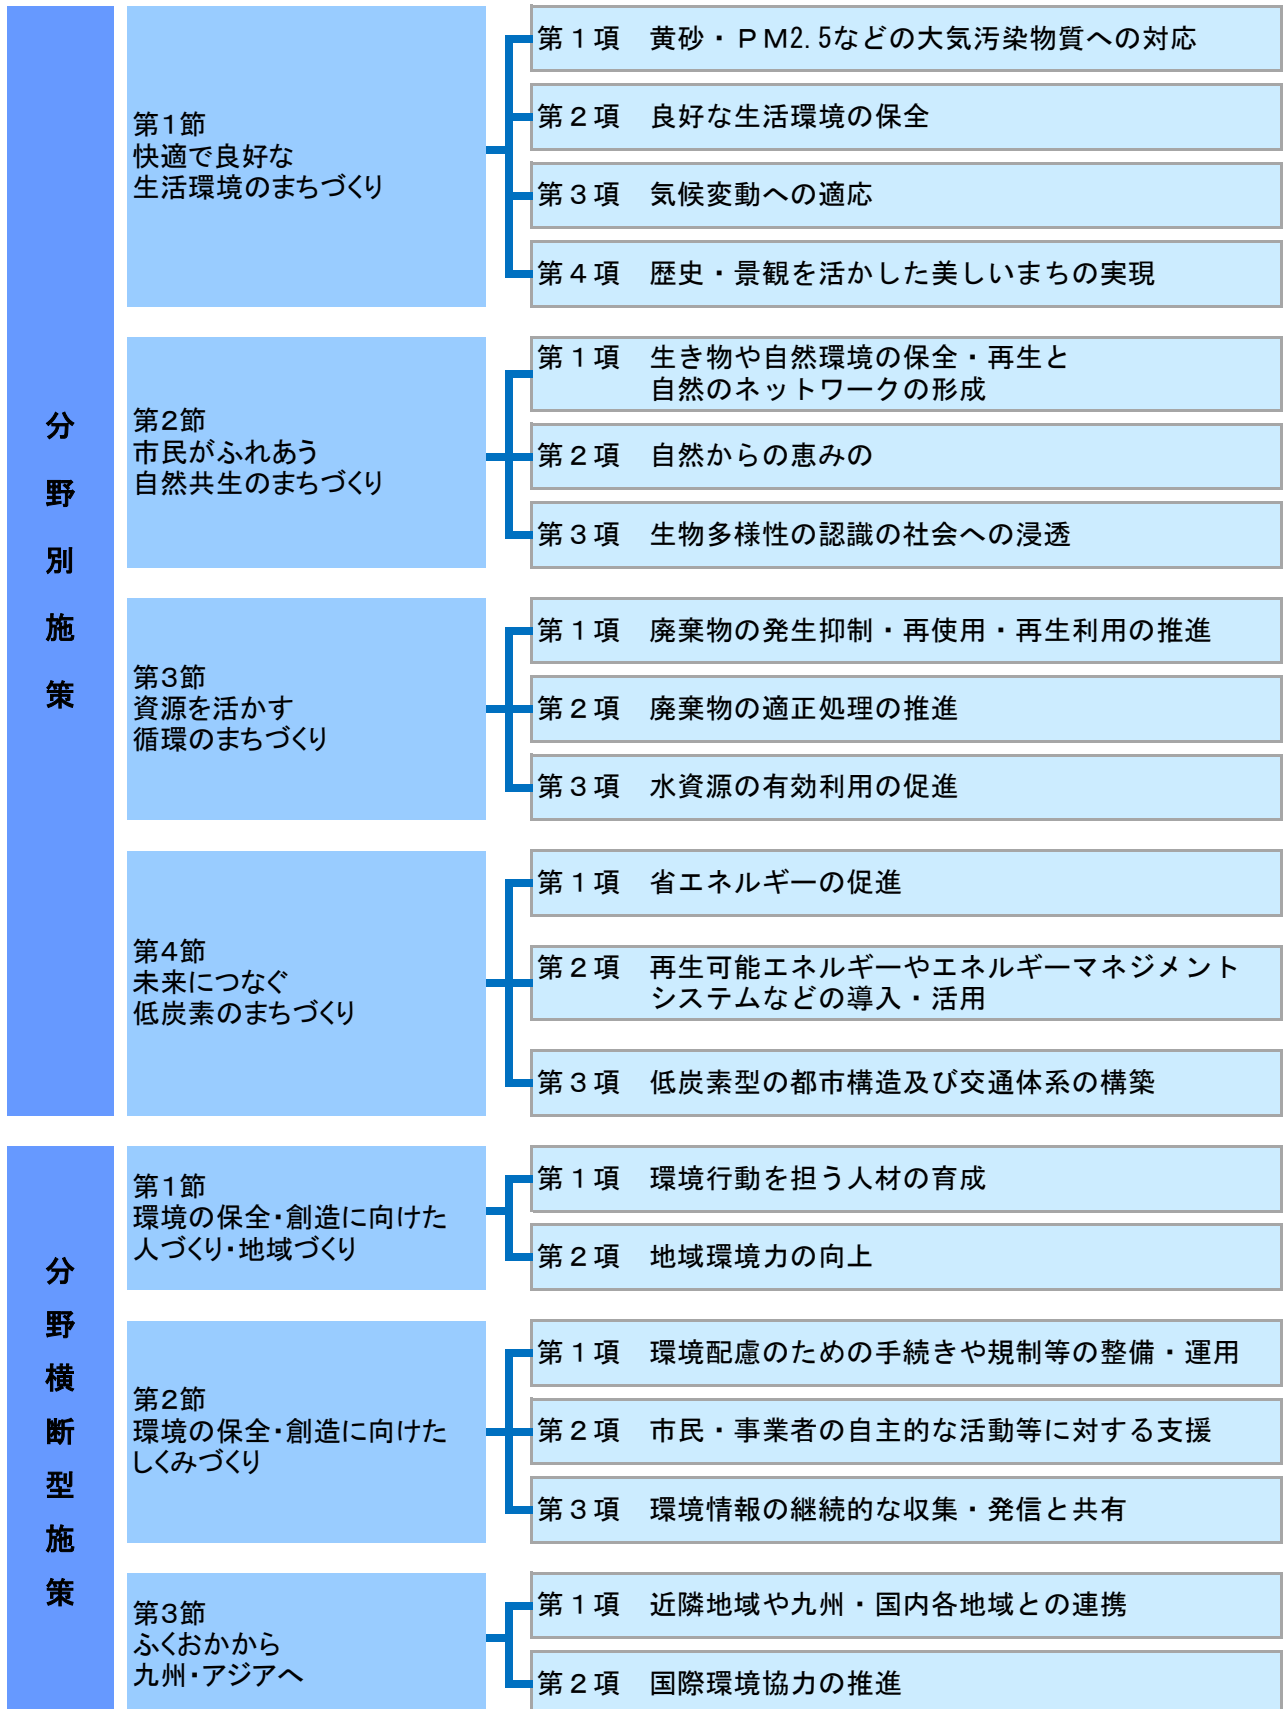 分野別施策
第1節
快適で良好な
生活環境のまちづくり
第1項　黄砂・PM2.5などの大気汚染物質への対応
第2項　良好な生活環境の保全
第3項　気候変動への適応
第4項　歴史・景観を活かした美しいまちの実現
第2節
市民がふれあう
自然共生のまちづくり
第1項　生き物や自然環境の保全・再生と
自然のネットワークの形成
第2項　自然からの恵みの
第3項　生物多様性の認識の社会への浸透
第3節
資源を活かす
循環のまちづくり
第1項　廃棄物の発生抑制・再使用・再生利用の推進
第2項　廃棄物の適正処理の推進
第3項　水資源の有効利用の促進
第4節
未来につなぐ
低炭素のまちづくり
第1項　省エネルギーの促進
第2項　再生可能エネルギーやエネルギーマネジメント
システムなどの導入・活用
第3項　低炭素型の都市構造及び交通体系の構築
分野横断型施策
第1節
環境の保全・創造に向けた
人づくり・地域づくり
第1項　環境行動を担う人材の育成
第2項　地域環境力の向上
第2節
環境の保全・創造に向けた
しくみづくり
第1項　環境配慮のための手続きや規制等の整備・運用
第2項　市民・事業者の自主的な活動等に対する支援
第3項　環境情報の継続的な収集・発信と共有
第3節
ふくおかから
九州・アジアへ
第1項　近隣地域や九州・国内各地域との連携
第2項　国際環境協力の推進